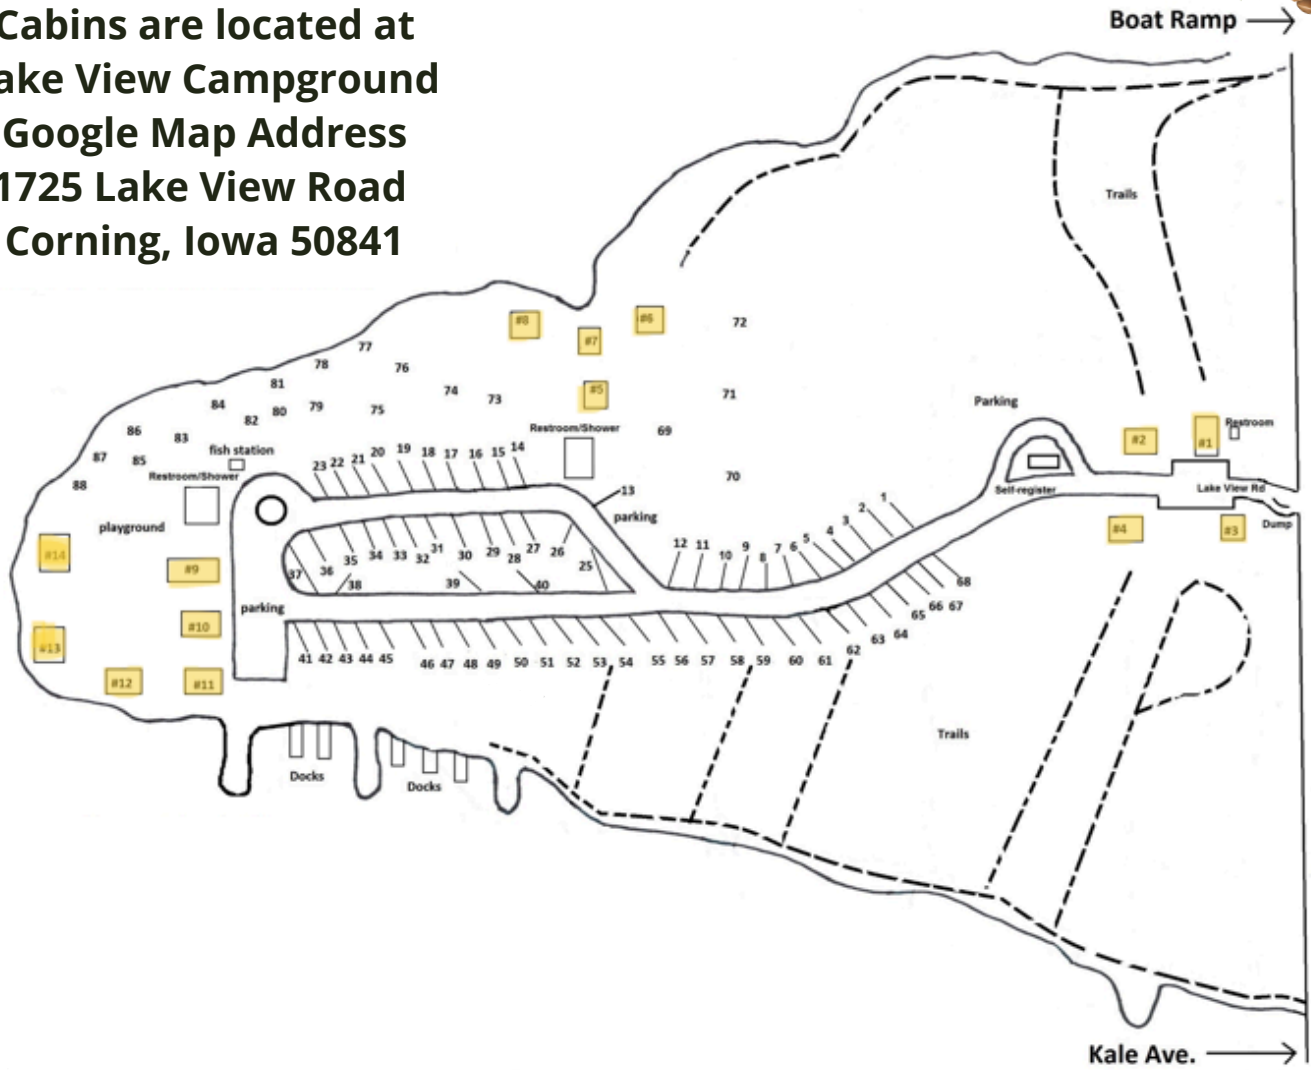 Boat Ramp
Cabins are located at
ake View Campground
Google Map Address
1725 Lake View Road
Corning, Iowa 50841
Trails
#8
#7
#6
72
77
78
76
81
74
73
#5
71
84
80
79
75
82
86
83
69
Parking
#2
#1
Restroom
Restroom/Shower
fish station
87
85
88
Restroom/Shower
23 22 21 20 19 18 17 16 15 14
13
70
Self-register
Lake View Rd
playground
parking
#4
#3
Dump
#14
#9
37 36 35 34 33 32 31 30 29 28 27 26 25
12 11 10 9 8 7 6 5 4 3 2 1
38 39 40
68
parking
#10
65 66 67
#13
63 64
62
41 42 43 44 45 46 47 48 49 50 51 52 53 54 55 56 57 58 59 60 61
#12
#11
Trails
Docks
Docks
Kale Ave.